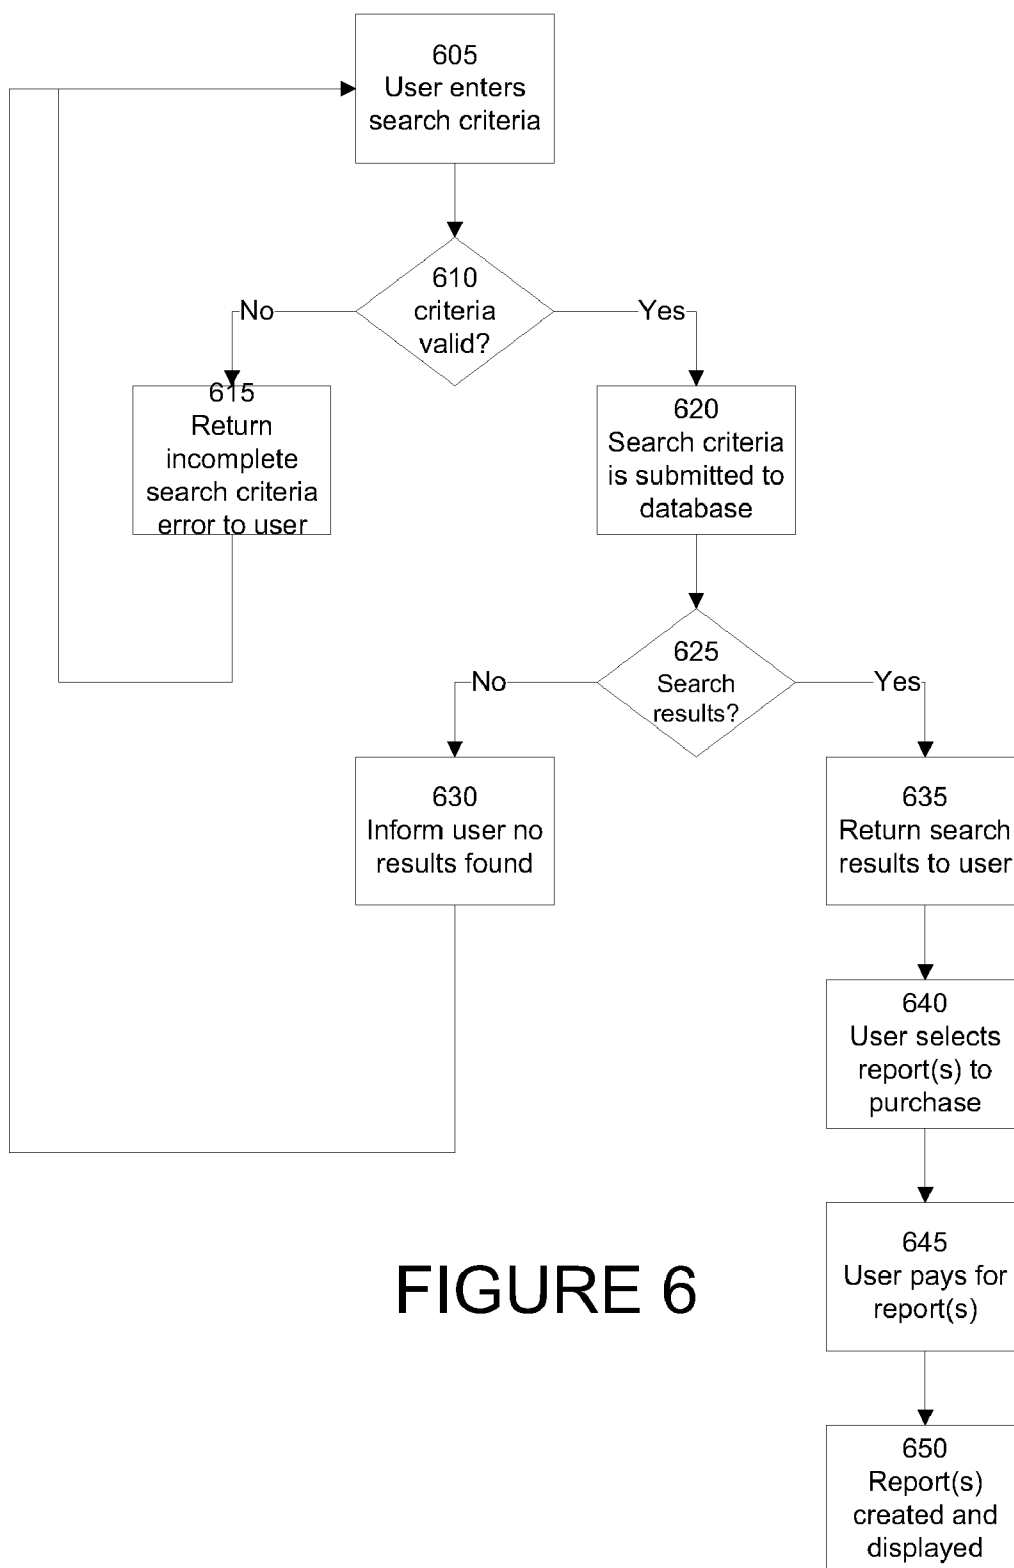 605
User enters
search criteria
610
criteria
valid?
No
Yes
615
Return
incomplete
search criteria
error to user
620
Search criteria
is submitted to
database
625
Search
results?
No
Yes
630
Inform user no
results found
635
Return search
results to user
640
User selects
report(s) to
purchase
645
User pays for
report(s)
FIGURE 6
650
Report(s)
created and
displayed